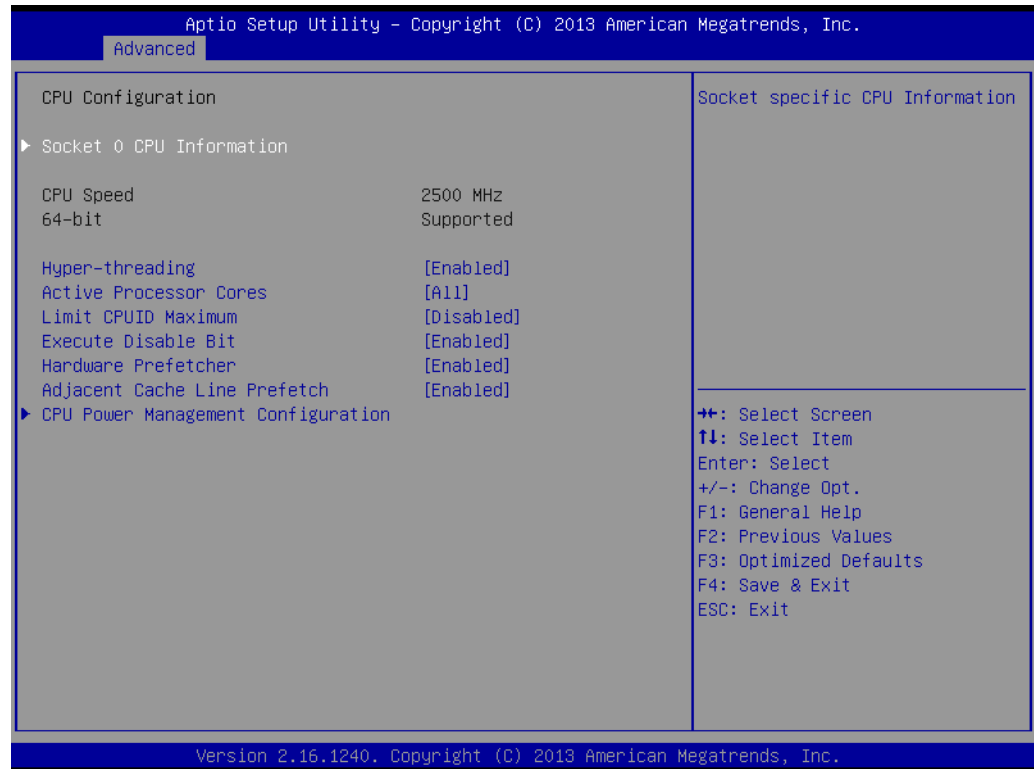 Aptio Setup Utility – Copyright (C) 2013 American Megatrends, Inc.
Advanced
CPU Configuration
Socket specific CPU Information
▶ Socket 0 CPU Information
CPU Speed 2500 MHz
64-bit Supported
Hyper-threading [Enabled]
Active Processor Cores [All]
Limit CPUID Maximum [Disabled]
Execute Disable Bit [Enabled]
Hardware Prefetcher [Enabled]
Adjacent Cache Line Prefetch [Enabled]
▶ CPU Power Management Configuration
→←: Select Screen
↑↓: Select Item
Enter: Select
+/-: Change Opt.
F1: General Help
F2: Previous Values
F3: Optimized Defaults
F4: Save & Exit
ESC: Exit
Version 2.16.1240. Copyright (C) 2013 American Megatrends, Inc.